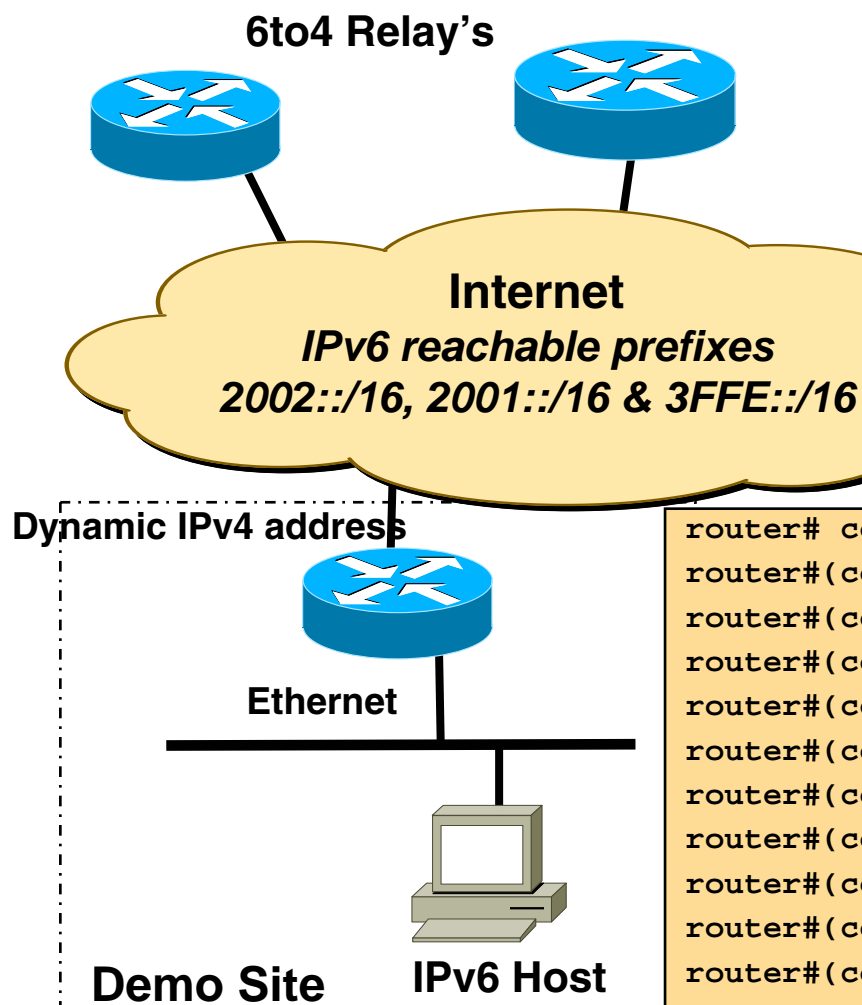 6to4 Relay's
Internet
IPv6 reachable prefixes
2002::/16, 2001::/16 & 3FFE::/16
Dynamic IPv4 address
Ethernet
Demo Site
IPv6 Host
router# co
router#(co
router#(co
router#(co
router#(co
router#(co
router#(co
router#(co
router#(co
router#(co
router#(co